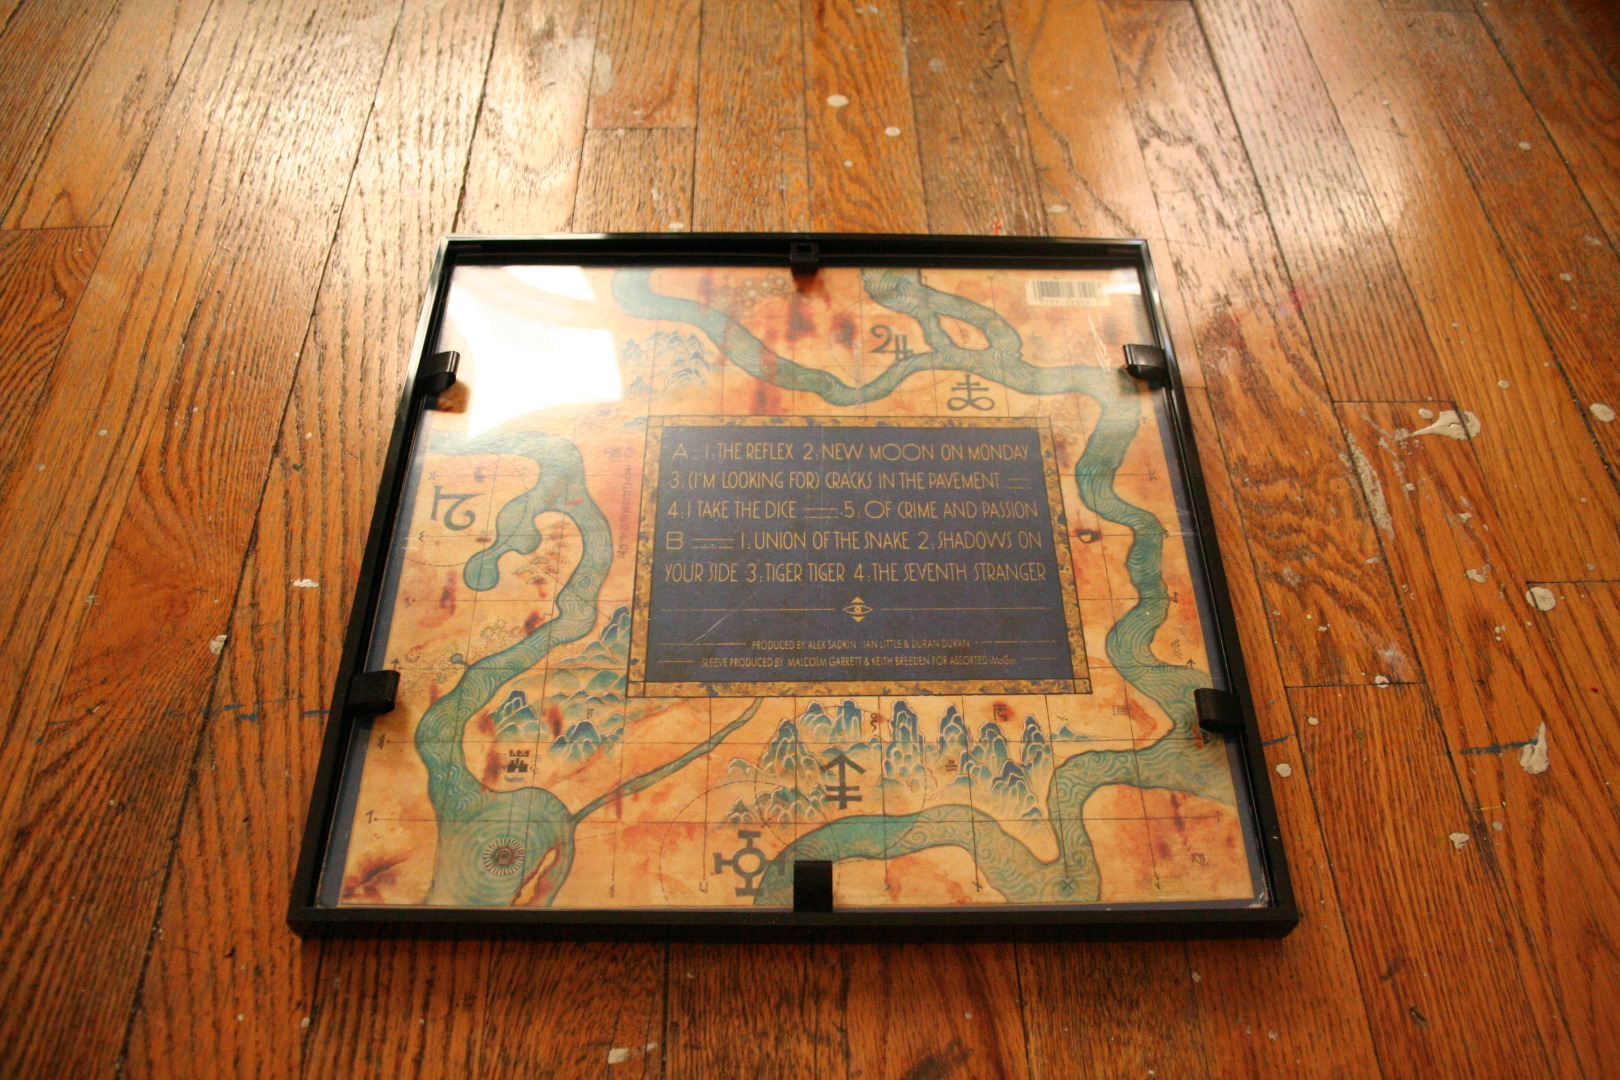 A : 1. THE REFLEX 2. NEW MOON ON MONDAY
3. (I'M LOOKING FOR) CRACKS IN THE PAVEMENT
4. I TAKE THE DICE 5. OF CRIME AND PASSION
B 1. UNION OF THE SNAKE 2. SHADOWS ON
YOUR SIDE 3. TIGER TIGER 4. THE SEVENTH STRANGER
PRODUCED BY ALEX SADKIN, IAN LITTLE & DURAN DURAN
SLEEVE PRODUCED BY MALCOLM GARRETT & KEITH BREEDEN FOR ASSORTED iMaGes